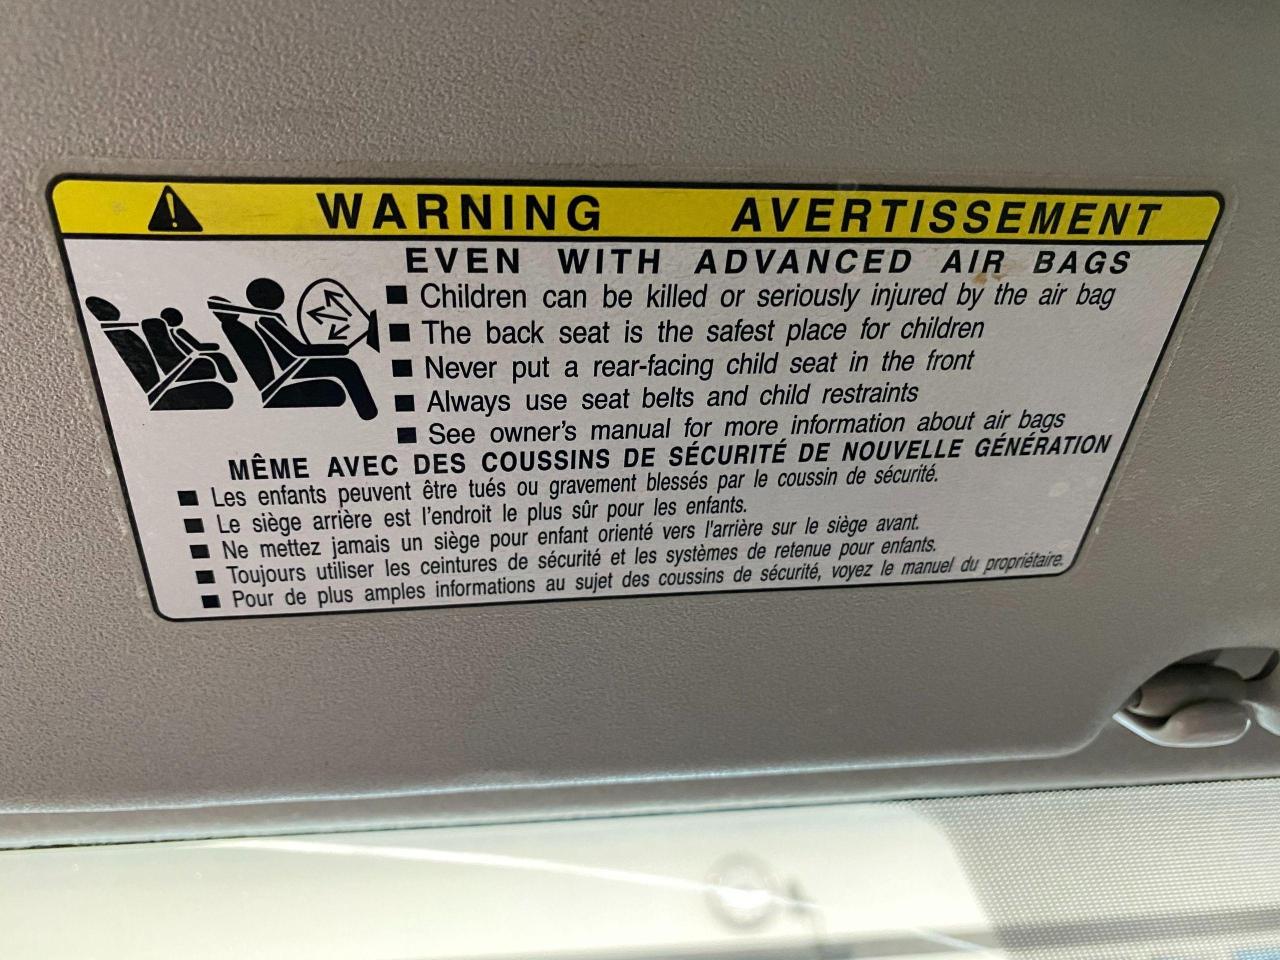 WARNING AVERTISSEMENT
EVEN WITH ADVANCED AIR BAGS
■ Children can be killed or seriously injured by the air bag
■ The back seat is the safest place for children
■ Never put a rear-facing child seat in the front
■ Always use seat belts and child restraints
■ See owner's manual for more information about air bags
MÊME AVEC DES COUSSINS DE SÉCURITÉ DE NOUVELLE GÉNÉRATION
■ Les enfants peuvent être tués ou gravement blessés par le coussin de sécurité.
■ Le siège arrière est l'endroit le plus sûr pour les enfants.
■ Ne mettez jamais un siège pour enfant orienté vers l'arrière sur le siège avant.
■ Toujours utiliser les ceintures de sécurité et les systèmes de retenue pour enfants.
■ Pour de plus amples informations au sujet des coussins de sécurité, voyez le manuel du propriétaire.